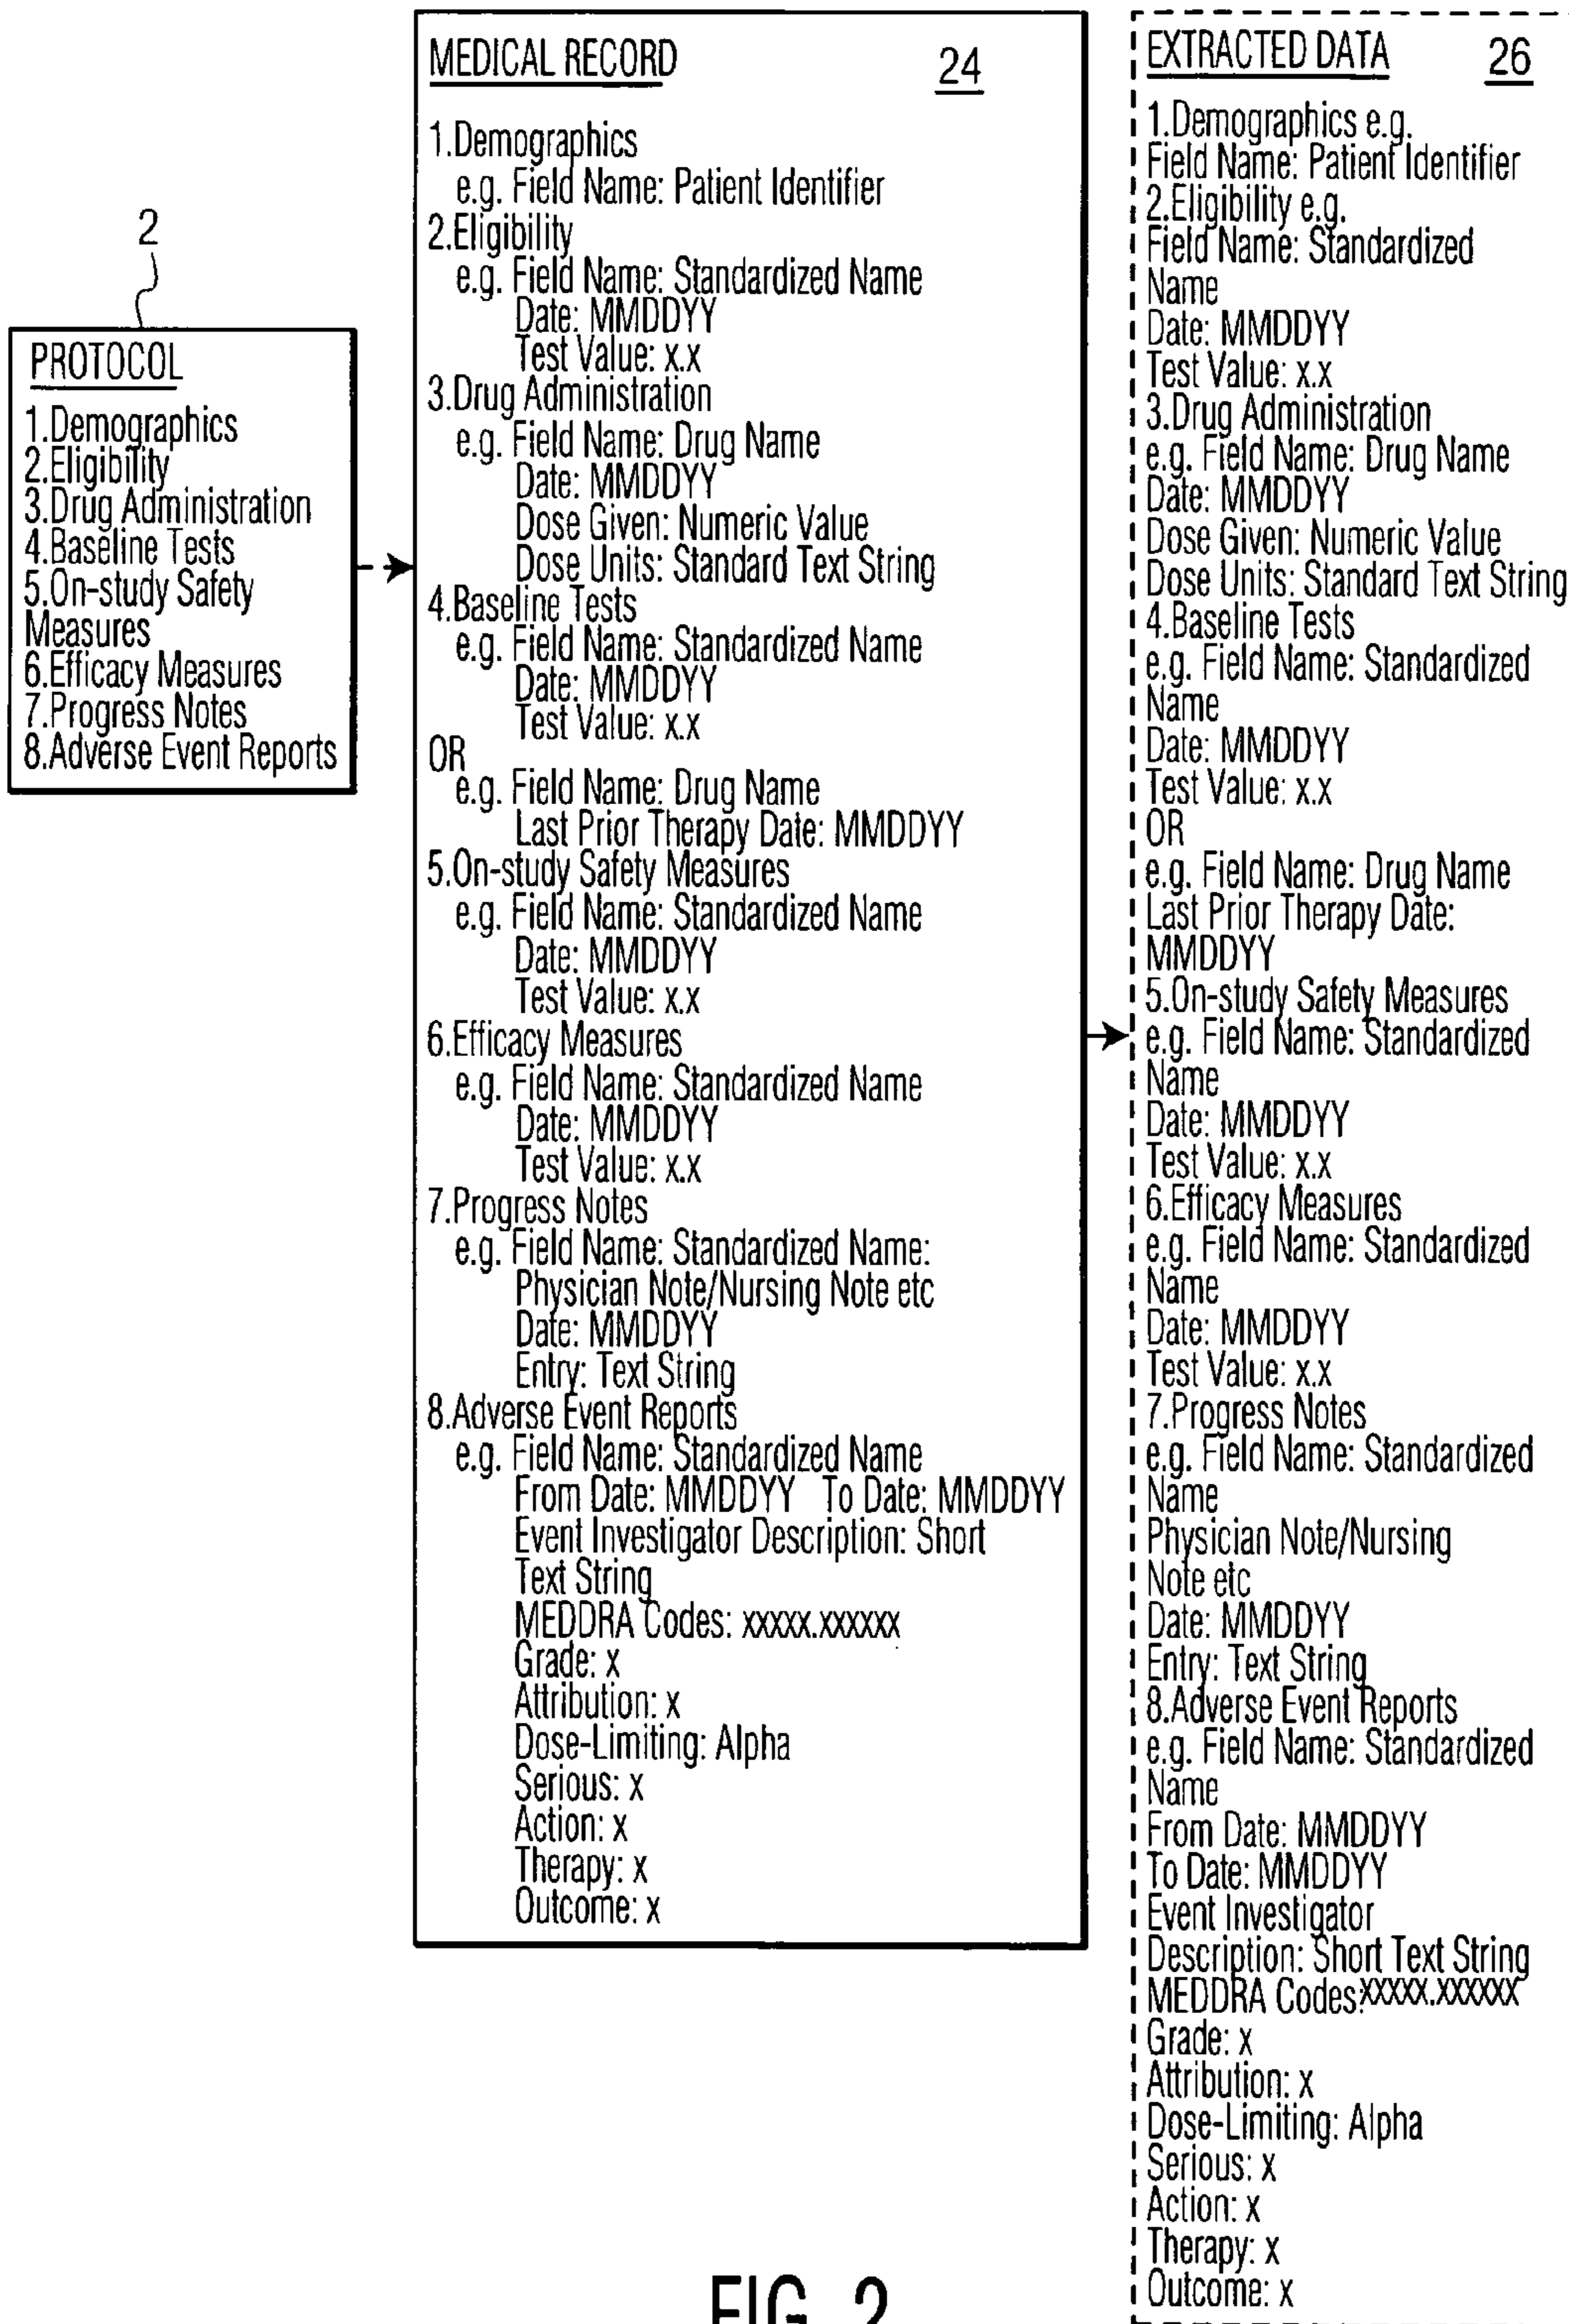 2
PROTOCOL
1.Demographics
2.Eligibility
3.Drug Administration
4.Baseline Tests
5.On-study Safety
Measures
6.Efficacy Measures
7.Progress Notes
8.Adverse Event Reports
MEDICAL RECORD 24
1.Demographics
e.g. Field Name: Patient Identifier
2.Eligibility
e.g. Field Name: Standardized Name
Date: MMDDYY
Test Value: x.x
3.Drug Administration
e.g. Field Name: Drug Name
Date: MMDDYY
Dose Given: Numeric Value
Dose Units: Standard Text String
4.Baseline Tests
e.g. Field Name: Standardized Name
Date: MMDDYY
Test Value: x.x
OR
e.g. Field Name: Drug Name
Last Prior Therapy Date: MMDDYY
5.On-study Safety Measures
e.g. Field Name: Standardized Name
Date: MMDDYY
Test Value: x.x
6.Efficacy Measures
e.g. Field Name: Standardized Name
Date: MMDDYY
Test Value: x.x
7.Progress Notes
e.g. Field Name: Standardized Name:
Physician Note/Nursing Note etc
Date: MMDDYY
Entry: Text String
8.Adverse Event Reports
e.g. Field Name: Standardized Name
From Date: MMDDYY To Date: MMDDYY
Event Investigator Description: Short
Text String
MEDDRA Codes: xxxxx.xxxxxx
Grade: x
Attribution: x
Dose-Limiting: Alpha
Serious: x
Action: x
Therapy: x
Outcome: x
EXTRACTED DATA 26
1.Demographics e.g.
Field Name: Patient Identifier
2.Eligibility e.g.
Field Name: Standardized
Name
Date: MMDDYY
Test Value: x.x
3.Drug Administration
e.g. Field Name: Drug Name
Date: MMDDYY
Dose Given: Numeric Value
Dose Units: Standard Text String
4.Baseline Tests
e.g. Field Name: Standardized
Name
Date: MMDDYY
Test Value: x.x
OR
e.g. Field Name: Drug Name
Last Prior Therapy Date:
MMDDYY
5.On-study Safety Measures
e.g. Field Name: Standardized
Name
Date: MMDDYY
Test Value: x.x
6.Efficacy Measures
e.g. Field Name: Standardized
Name
Date: MMDDYY
Test Value: x.x
7.Progress Notes
e.g. Field Name: Standardized
Name
Physician Note/Nursing
Note etc
Date: MMDDYY
Entry: Text String
8.Adverse Event Reports
e.g. Field Name: Standardized
Name
From Date: MMDDYY
To Date: MMDDYY
Event Investigator
Description: Short Text String
MEDDRA Codes:xxxxx.xxxxxx
Grade: x
Attribution: x
Dose-Limiting: Alpha
Serious: x
Action: x
Therapy: x
Outcome: x
FIG. 2